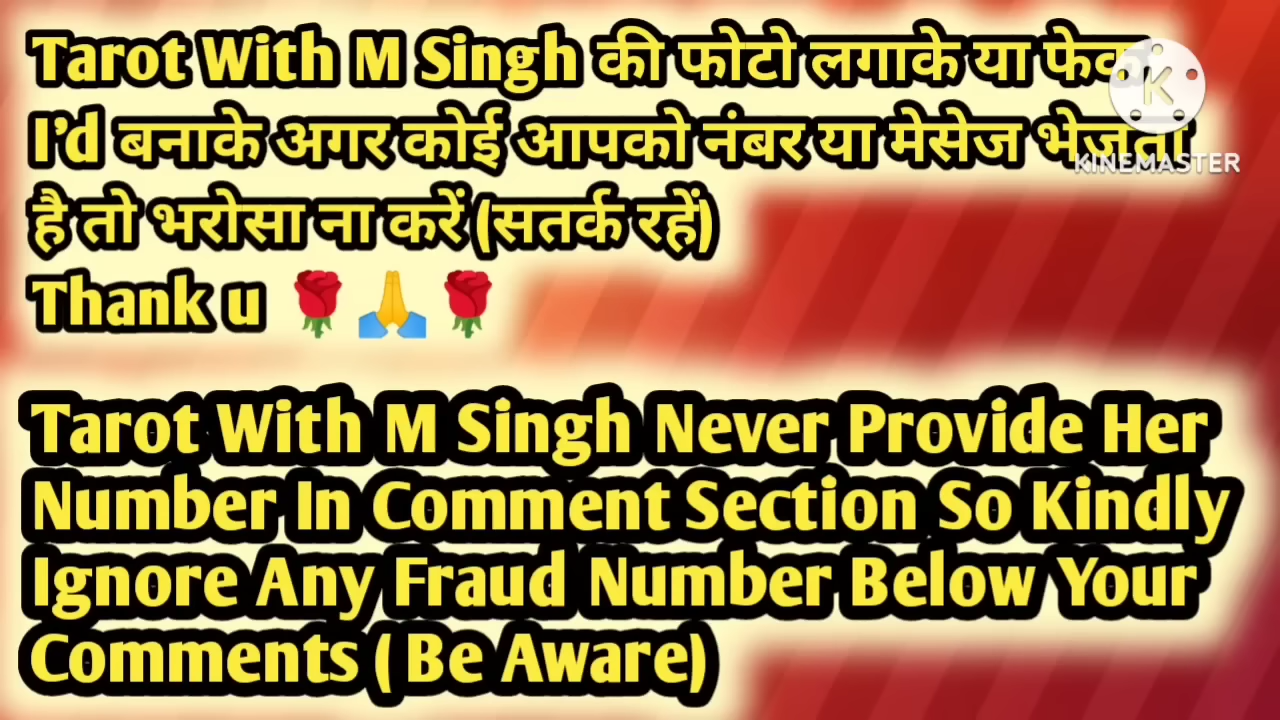 Tarot With M Singh की फोटो लगाके या फेक
I'd बनाके अगर कोई आपको नंबर या मेसेज भेजता
है तो भरोसा ना करें (सतर्क रहें)
Thank u 🌹🙏🌹
Tarot With M Singh Never Provide Her
Number In Comment Section So Kindly
Ignore Any Fraud Number Below Your
Comments ( Be Aware)
K
KINEMASTER